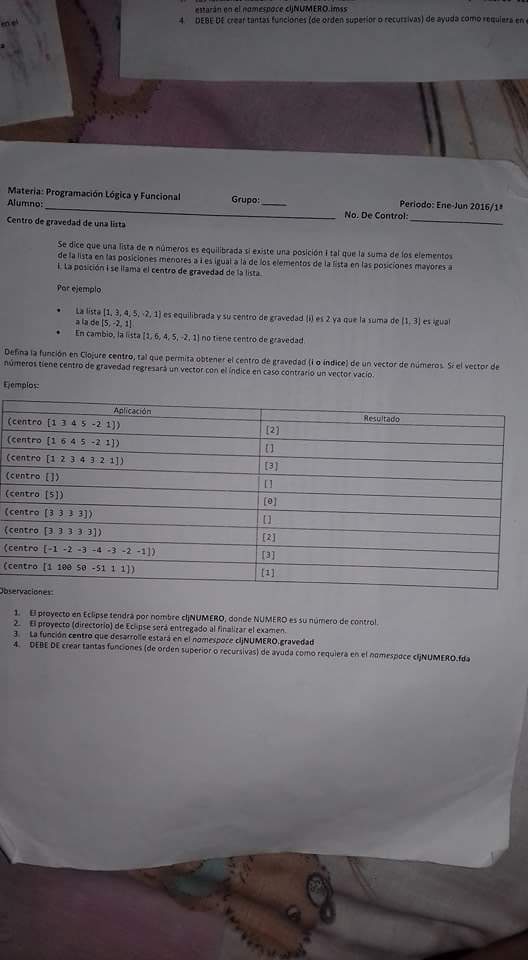 estarán en el namespace cljNUMERO.imss
4. DEBE DE crear tantas funciones (de orden superior o recursivas) de ayuda como requiera en
en el
a
Materia: Programación Lógica y Funcional Grupo: Periodo: Ene-Jun 2016/1ª
Alumno: No. De Control:
Centro de gravedad de una lista
Se dice que una lista de n números es equilibrada si existe una posición i tal que la suma de los elementos
de la lista en las posiciones menores a i es igual a la de los elementos de la lista en las posiciones mayores a
i. La posición i se llama el centro de gravedad de la lista.
Por ejemplo
• La lista [1, 3, 4, 5, -2, 1] es equilibrada y su centro de gravedad (i) es 2 ya que la suma de [1, 3] es igual
a la de [5, -2, 1]
• En cambio, la lista [1, 6, 4, 5, -2, 1] no tiene centro de gravedad.
Defina la función en Clojure centro, tal que permita obtener el centro de gravedad (i o índice) de un vector de números. Si el vector de
números tiene centro de gravedad regresará un vector con el índice en caso contrario un vector vacío.
Ejemplos:
Aplicación Resultado
(centro [1 3 4 5 -2 1]) [2]
(centro [1 6 4 5 -2 1]) []
(centro [1 2 3 4 3 2 1]) [3]
(centro []) []
(centro [5]) [0]
(centro [3 3 3 3]) []
(centro [3 3 3 3 3]) [2]
(centro [-1 -2 -3 -4 -3 -2 -1]) [3]
(centro [1 100 50 -51 1 1]) [1]
Observaciones:
1. El proyecto en Eclipse tendrá por nombre cljNUMERO, donde NUMERO es su número de control.
2. El proyecto (directorio) de Eclipse será entregado al finalizar el examen.
3. La función centro que desarrolle estará en el namespace cljNUMERO.gravedad
4. DEBE DE crear tantas funciones (de orden superior o recursivas) de ayuda como requiera en el namespace cljNUMERO.fda